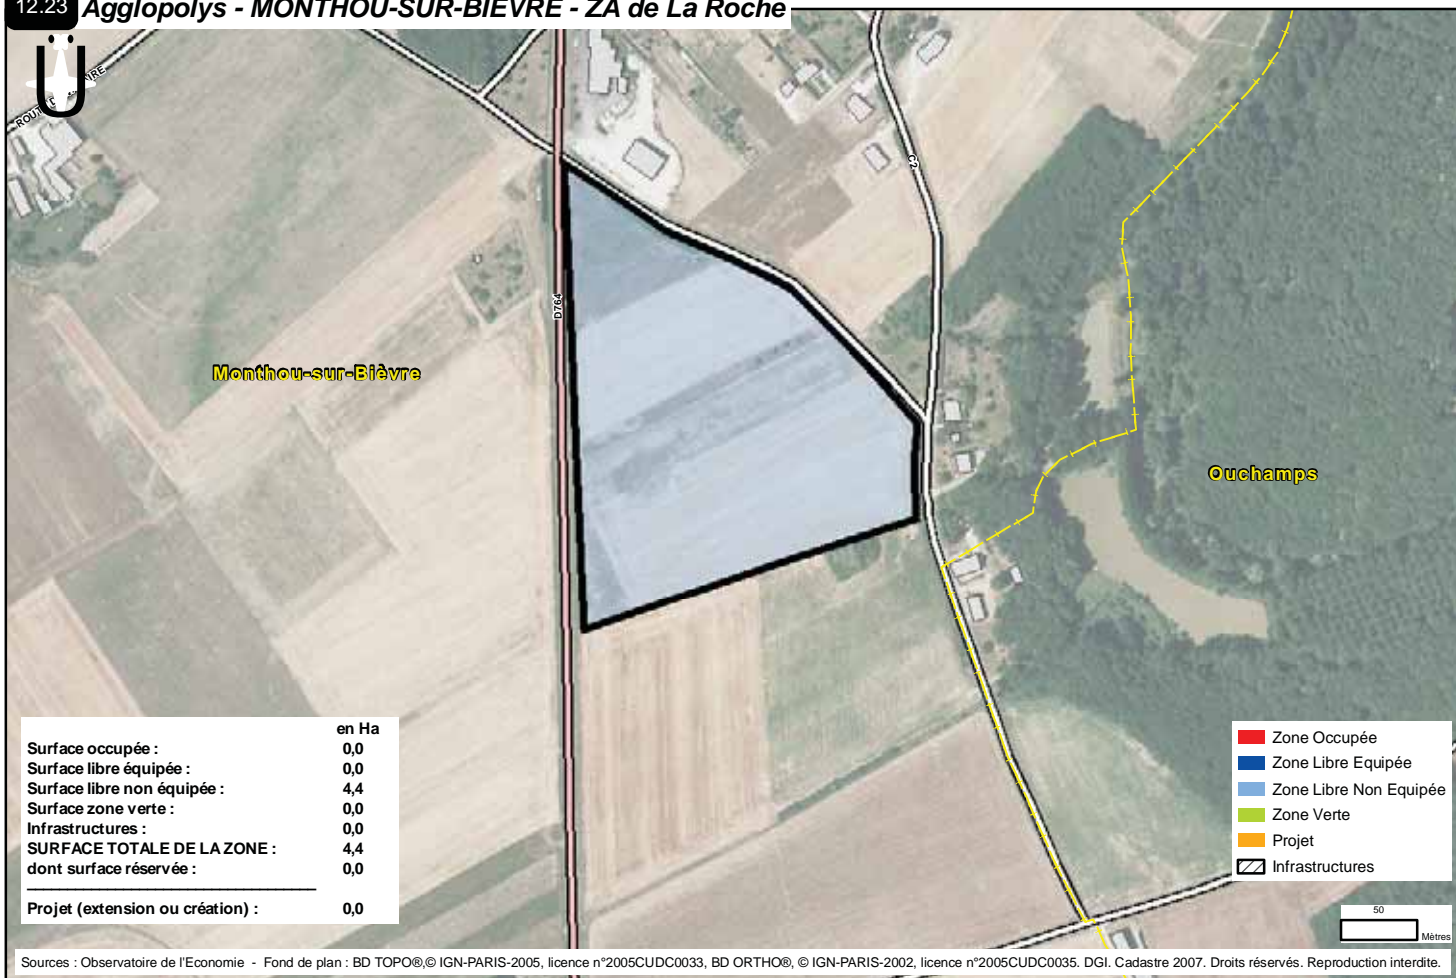 12.23 Agglopolys - MONTHOU-SUR-BIEVRE - ZA de La Roche
Ü
D764
C2
Monthou-sur-Bièvre
Ouchamps
en Ha
Surface occupée : 0,0
Surface libre équipée : 0,0
Surface libre non équipée : 4,4
Surface zone verte : 0,0
Infrastructures : 0,0
SURFACE TOTALE DE LA ZONE : 4,4
dont surface réservée : 0,0
Projet (extension ou création) : 0,0
Zone Occupée
Zone Libre Equipée
Zone Libre Non Equipée
Zone Verte
Projet
Infrastructures
50
Mètres
Sources : Observatoire de l'Economie - Fond de plan : BD TOPO®,© IGN-PARIS-2005, licence n°2005CUDC0033, BD ORTHO®, © IGN-PARIS-2002, licence n°2005CUDC0035. DGI. Cadastre 2007. Droits réservés. Reproduction interdite.